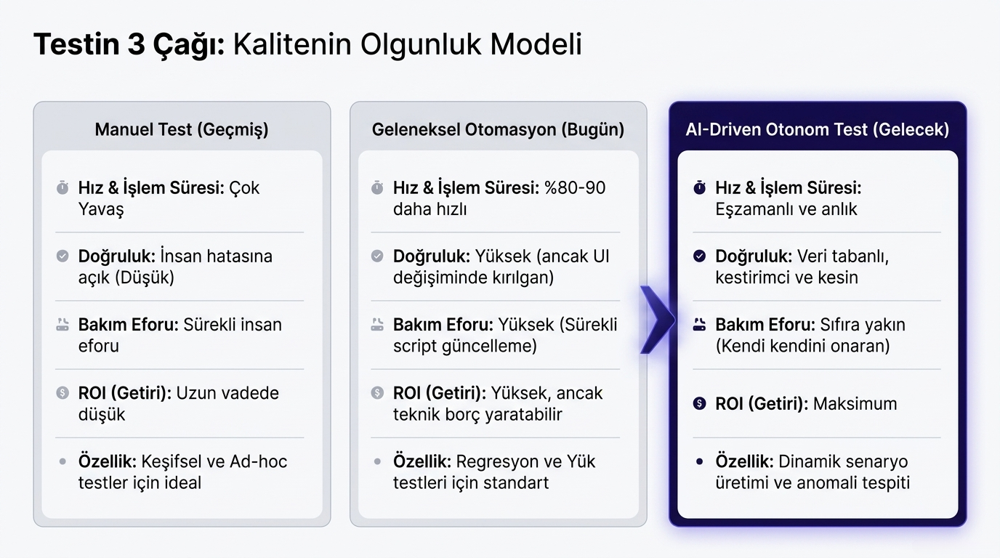 Testin 3 Çağı: Kalitenin Olgunluk Modeli
Manuel Test (Geçmiş)
Hız & İşlem Süresi: Çok
Yavaş
Doğruluk: İnsan hatasına
açık (Düşük)
Bakım Eforu: Sürekli insan
eforu
ROI (Getiri): Uzun vadede
düşük
Özellik: Keşifsel ve Ad-hoc
testler için ideal
Geleneksel Otomasyon (Bugün)
Hız & İşlem Süresi: %80-90
daha hızlı
Doğruluk: Yüksek (ancak UI
değişiminde kırılgan)
Bakım Eforu: Yüksek (Sürekli
script güncelleme)
ROI (Getiri): Yüksek, ancak
teknik borç yaratabilir
Özellik: Regresyon ve Yük
testleri için standart
AI-Driven Otonom Test (Gelecek)
Hız & İşlem Süresi:
Eşzamanlı ve anlık
Doğruluk: Veri tabanlı,
kestirimci ve kesin
Bakım Eforu: Sıfıra yakın
(Kendi kendini onaran)
ROI (Getiri): Maksimum
Özellik: Dinamik senaryo
üretimi ve anomali tespiti